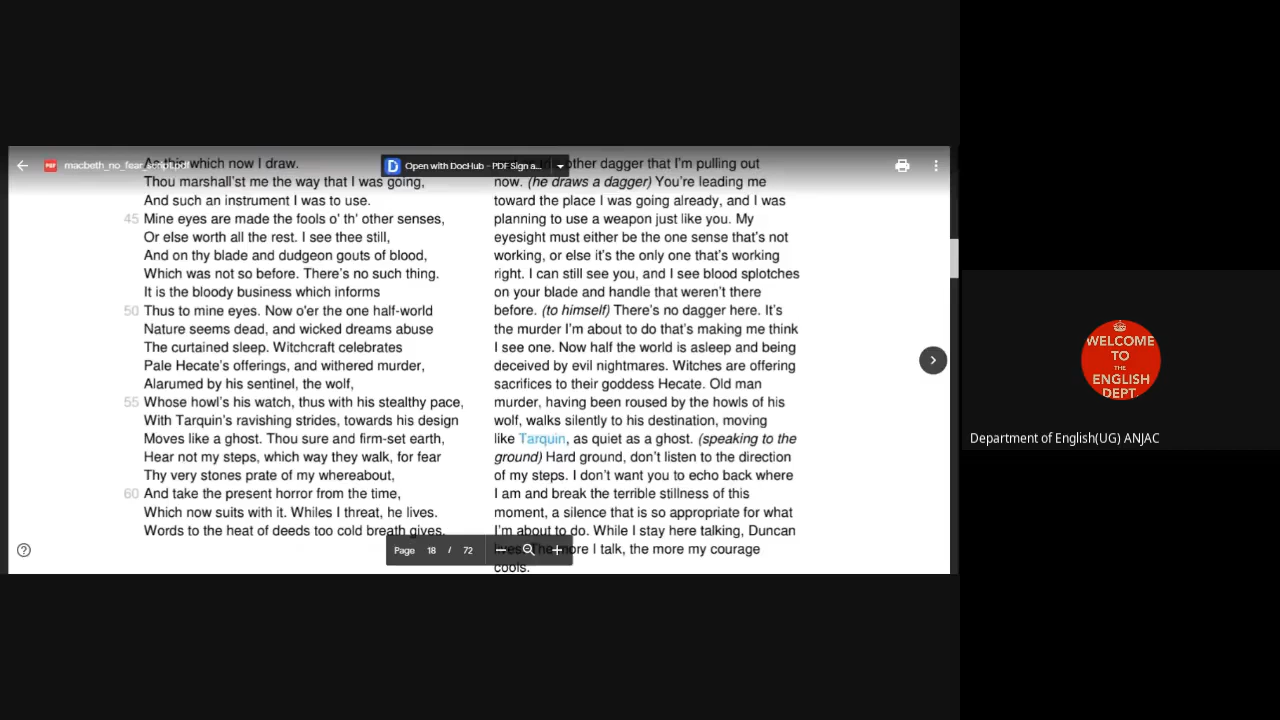 macbeth_no_fear_script.pdf
Open with DocHub - PDF Sign a...
As this which now I draw.
Thou marshall'st me the way that I was going,
And such an instrument I was to use.
45 Mine eyes are made the fools o' th' other senses,
Or else worth all the rest. I see thee still,
And on thy blade and dudgeon gouts of blood,
Which was not so before. There's no such thing.
It is the bloody business which informs
50 Thus to mine eyes. Now o'er the one half-world
Nature seems dead, and wicked dreams abuse
The curtained sleep. Witchcraft celebrates
Pale Hecate's offerings, and withered murder,
Alarumed by his sentinel, the wolf,
55 Whose howl's his watch, thus with his stealthy pace,
With Tarquin's ravishing strides, towards his design
Moves like a ghost. Thou sure and firm-set earth,
Hear not my steps, which way they walk, for fear
Thy very stones prate of my whereabout,
60 And take the present horror from the time,
Which now suits with it. Whiles I threat, he lives.
Words to the heat of deeds too cold breath gives.
other dagger that I'm pulling out
now. (he draws a dagger) You're leading me
toward the place I was going already, and I was
planning to use a weapon just like you. My
eyesight must either be the one sense that's not
working, or else it's the only one that's working
right. I can still see you, and I see blood splotches
on your blade and handle that weren't there
before. (to himself) There's no dagger here. It's
the murder I'm about to do that's making me think
I see one. Now half the world is asleep and being
deceived by evil nightmares. Witches are offering
sacrifices to their goddess Hecate. Old man
murder, having been roused by the howls of his
wolf, walks silently to his destination, moving
like Tarquin, as quiet as a ghost. (speaking to the
ground) Hard ground, don't listen to the direction
of my steps. I don't want you to echo back where
I am and break the terrible stillness of this
moment, a silence that is so appropriate for what
I'm about to do. While I stay here talking, Duncan
lives. The more I talk, the more my courage
cools.
Page 18 / 72
WELCOME
TO
THE
ENGLISH
DEPT.
Department of English(UG) ANJAC